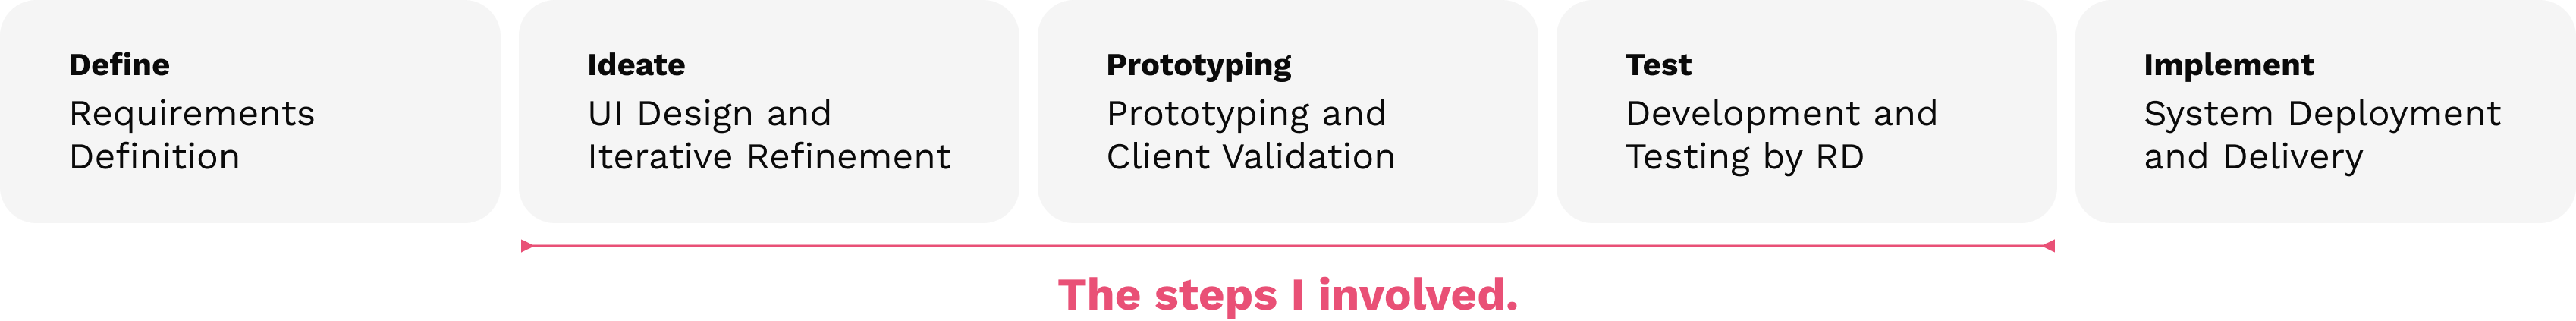 Define
Requirements
Definition
Ideate
UI Design and
Iterative Refinement
Prototyping
Prototyping and
Client Validation
Test
Development and
Testing by RD
Implement
System Deployment
and Delivery
The steps I involved.